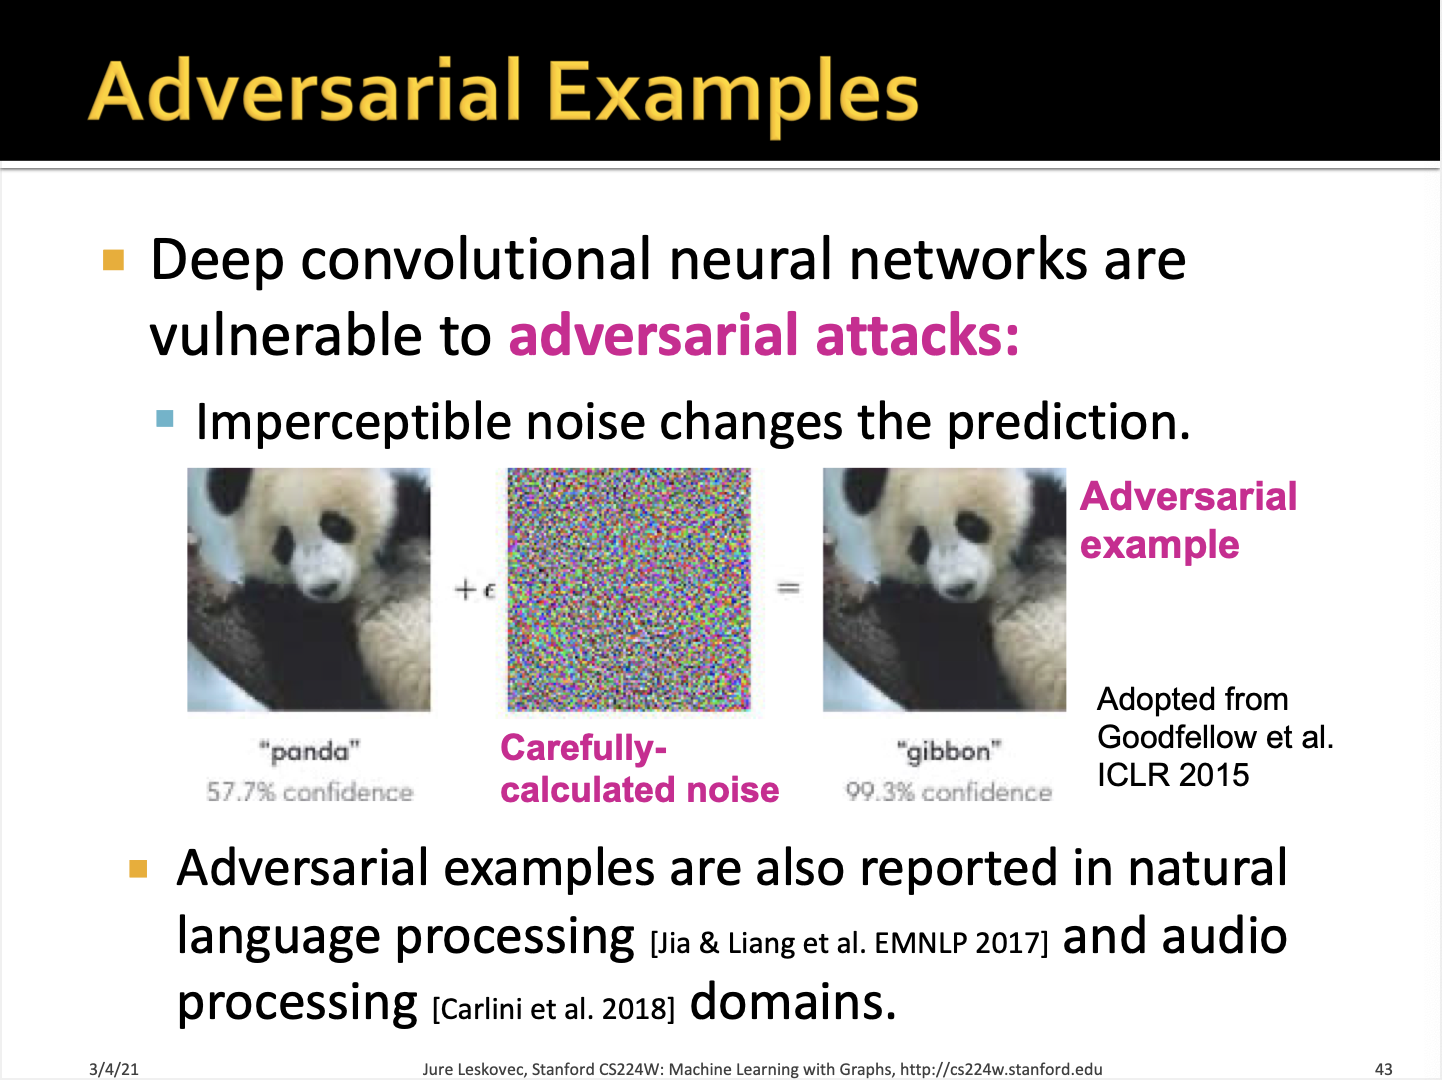 Adversarial Examples
Deep convolutional neural networks are
vulnerable to adversarial attacks:
Imperceptible noise changes the prediction.
+ ϵ
=
Adversarial
example
"panda"
57.7% confidence
Carefully-
calculated noise
"gibbon"
99.3% confidence
Adopted from
Goodfellow et al.
ICLR 2015
Adversarial examples are also reported in natural
language processing [Jia & Liang et al. EMNLP 2017] and audio
processing [Carlini et al. 2018] domains.
3/4/21
Jure Leskovec, Stanford CS224W: Machine Learning with Graphs, http://cs224w.stanford.edu
43